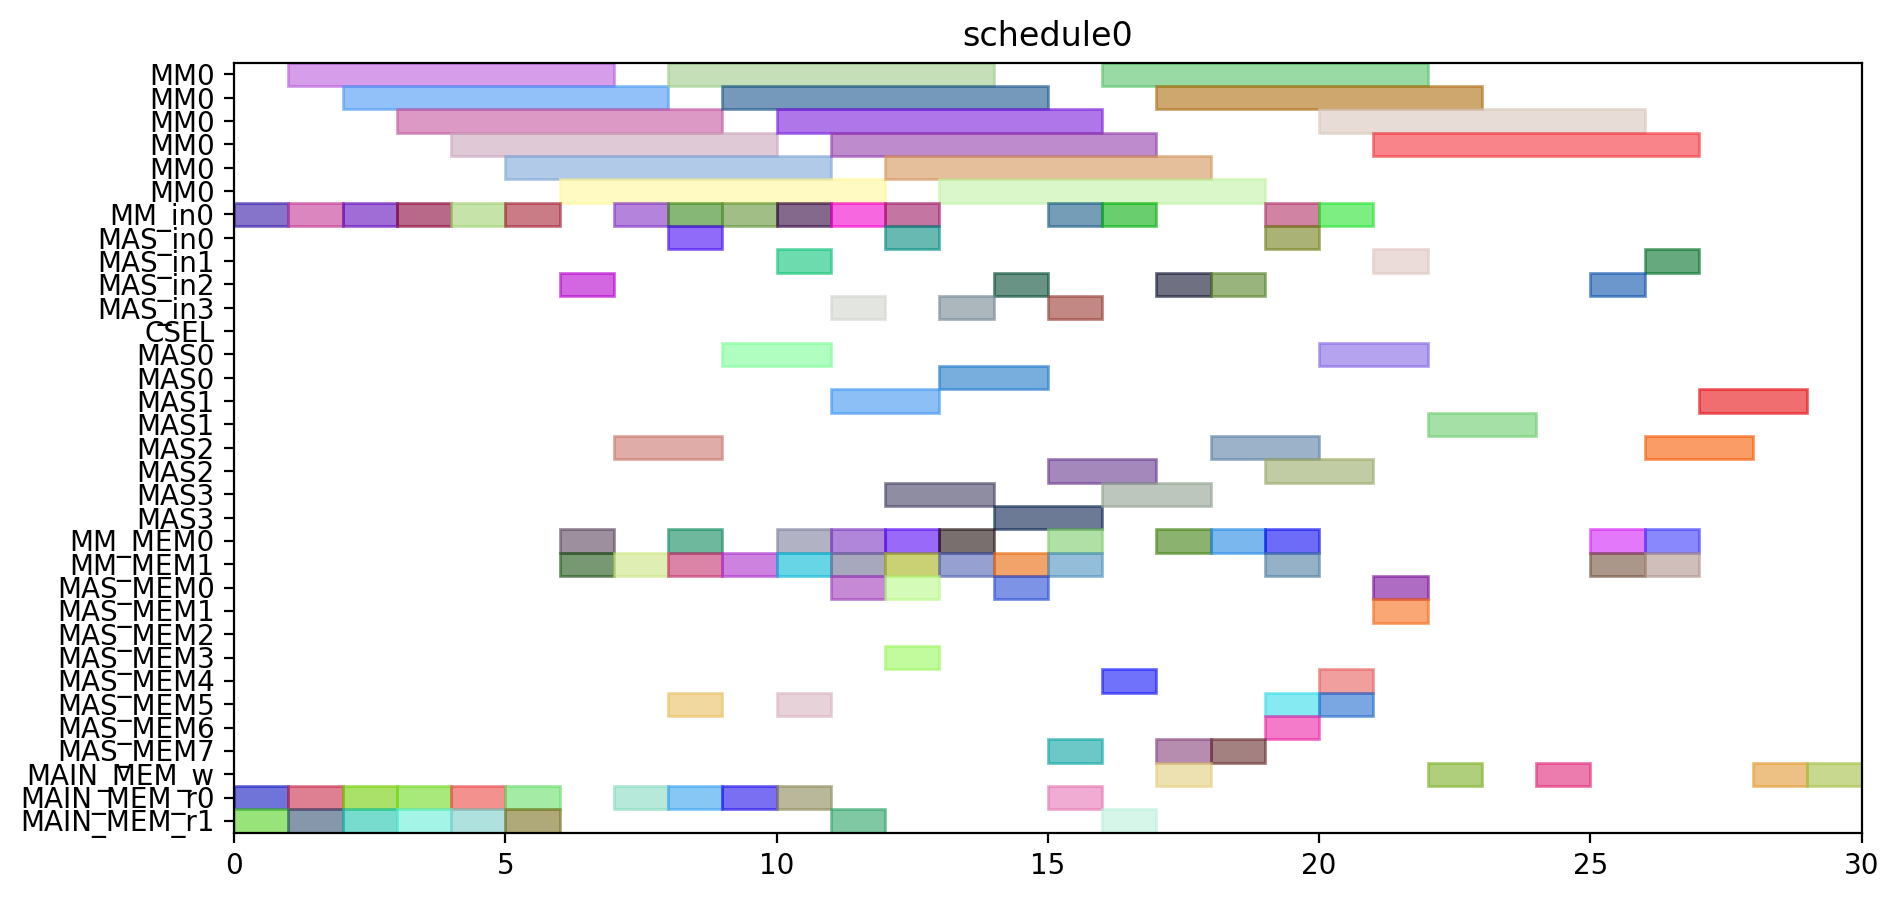 schedule0
MM0
MM0
MM0
MM0
MM0
MM0
MM_in0
MAS_in0
MAS_in1
MAS_in2
MAS_in3
CSEL
MAS0
MAS0
MAS1
MAS1
MAS2
MAS2
MAS3
MAS3
MM_MEM0
MM_MEM1
MAS_MEM0
MAS_MEM1
MAS_MEM2
MAS_MEM3
MAS_MEM4
MAS_MEM5
MAS_MEM6
MAS_MEM7
MAIN_MEM_w
MAIN_MEM_r0
MAIN_MEM_r1
0 5 10 15 20 25 30